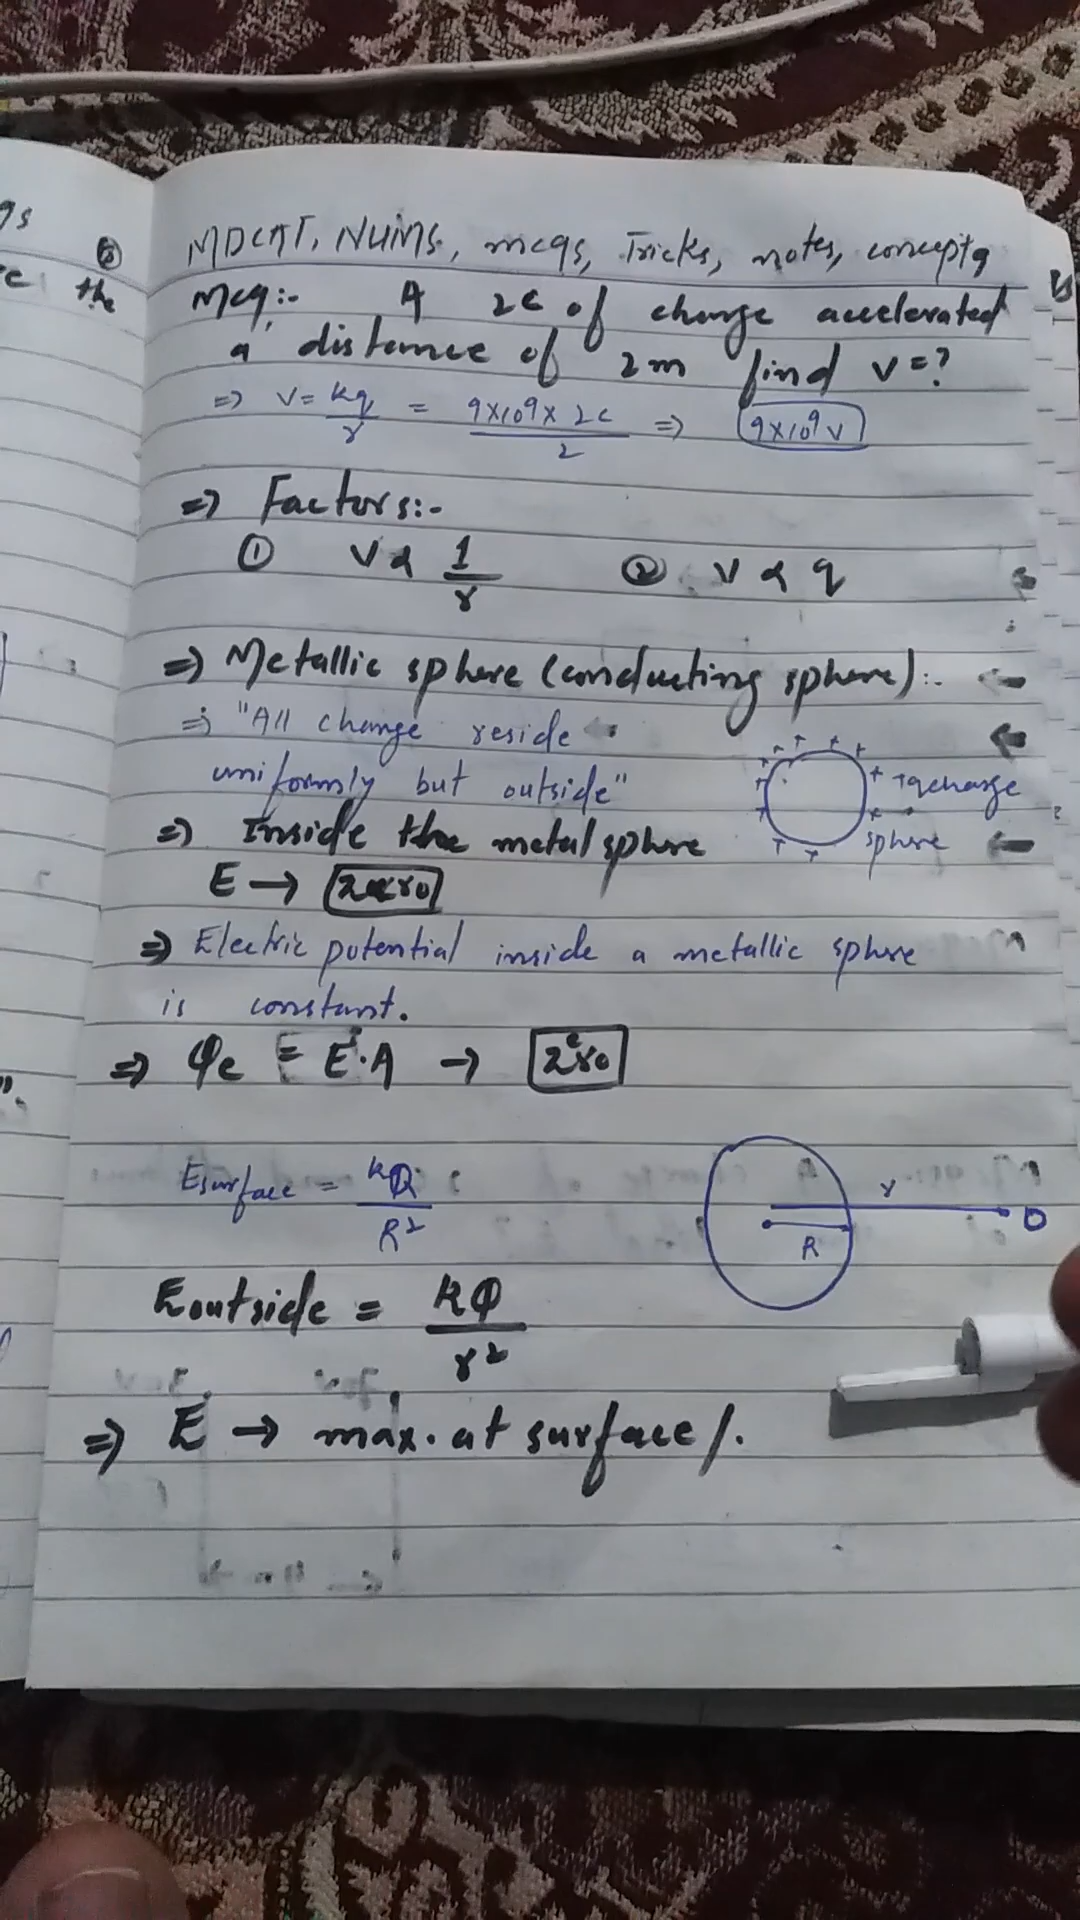 gs
e the
MDCAT, NUMS, mcqs, Tricks, notes, concepts
Mcq:- A 2C of charge accelerated
a distance of 2m find v=?
⇒ V = kq/r = 9×10⁹× 2C/2 ⇒ 9×10⁹ V
⇒ Factors:-
① V α 1/r ② V α q
⇒ Metallic sphere (conducting sphere):-
⇒ "All charge reside
uniformly but outside"
+qcharge
sphere
⇒ Inside the metal sphere
E → zero
⇒ Electric potential inside a metallic sphere
is constant.
⇒ φe = E.A → zero
Esurface = kQ/R²
r
R
Eoutside = kQ/r²
⇒ E → max. at surface/.